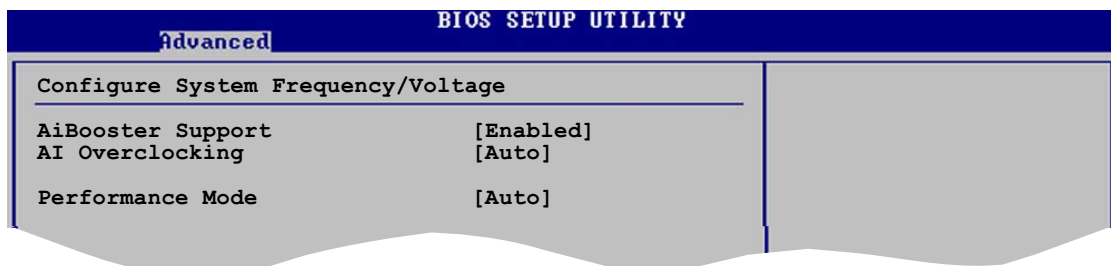 BIOS SETUP UTILITY
Advanced
Configure System Frequency/Voltage
AiBooster Support [Enabled]
AI Overclocking [Auto]
Performance Mode [Auto]